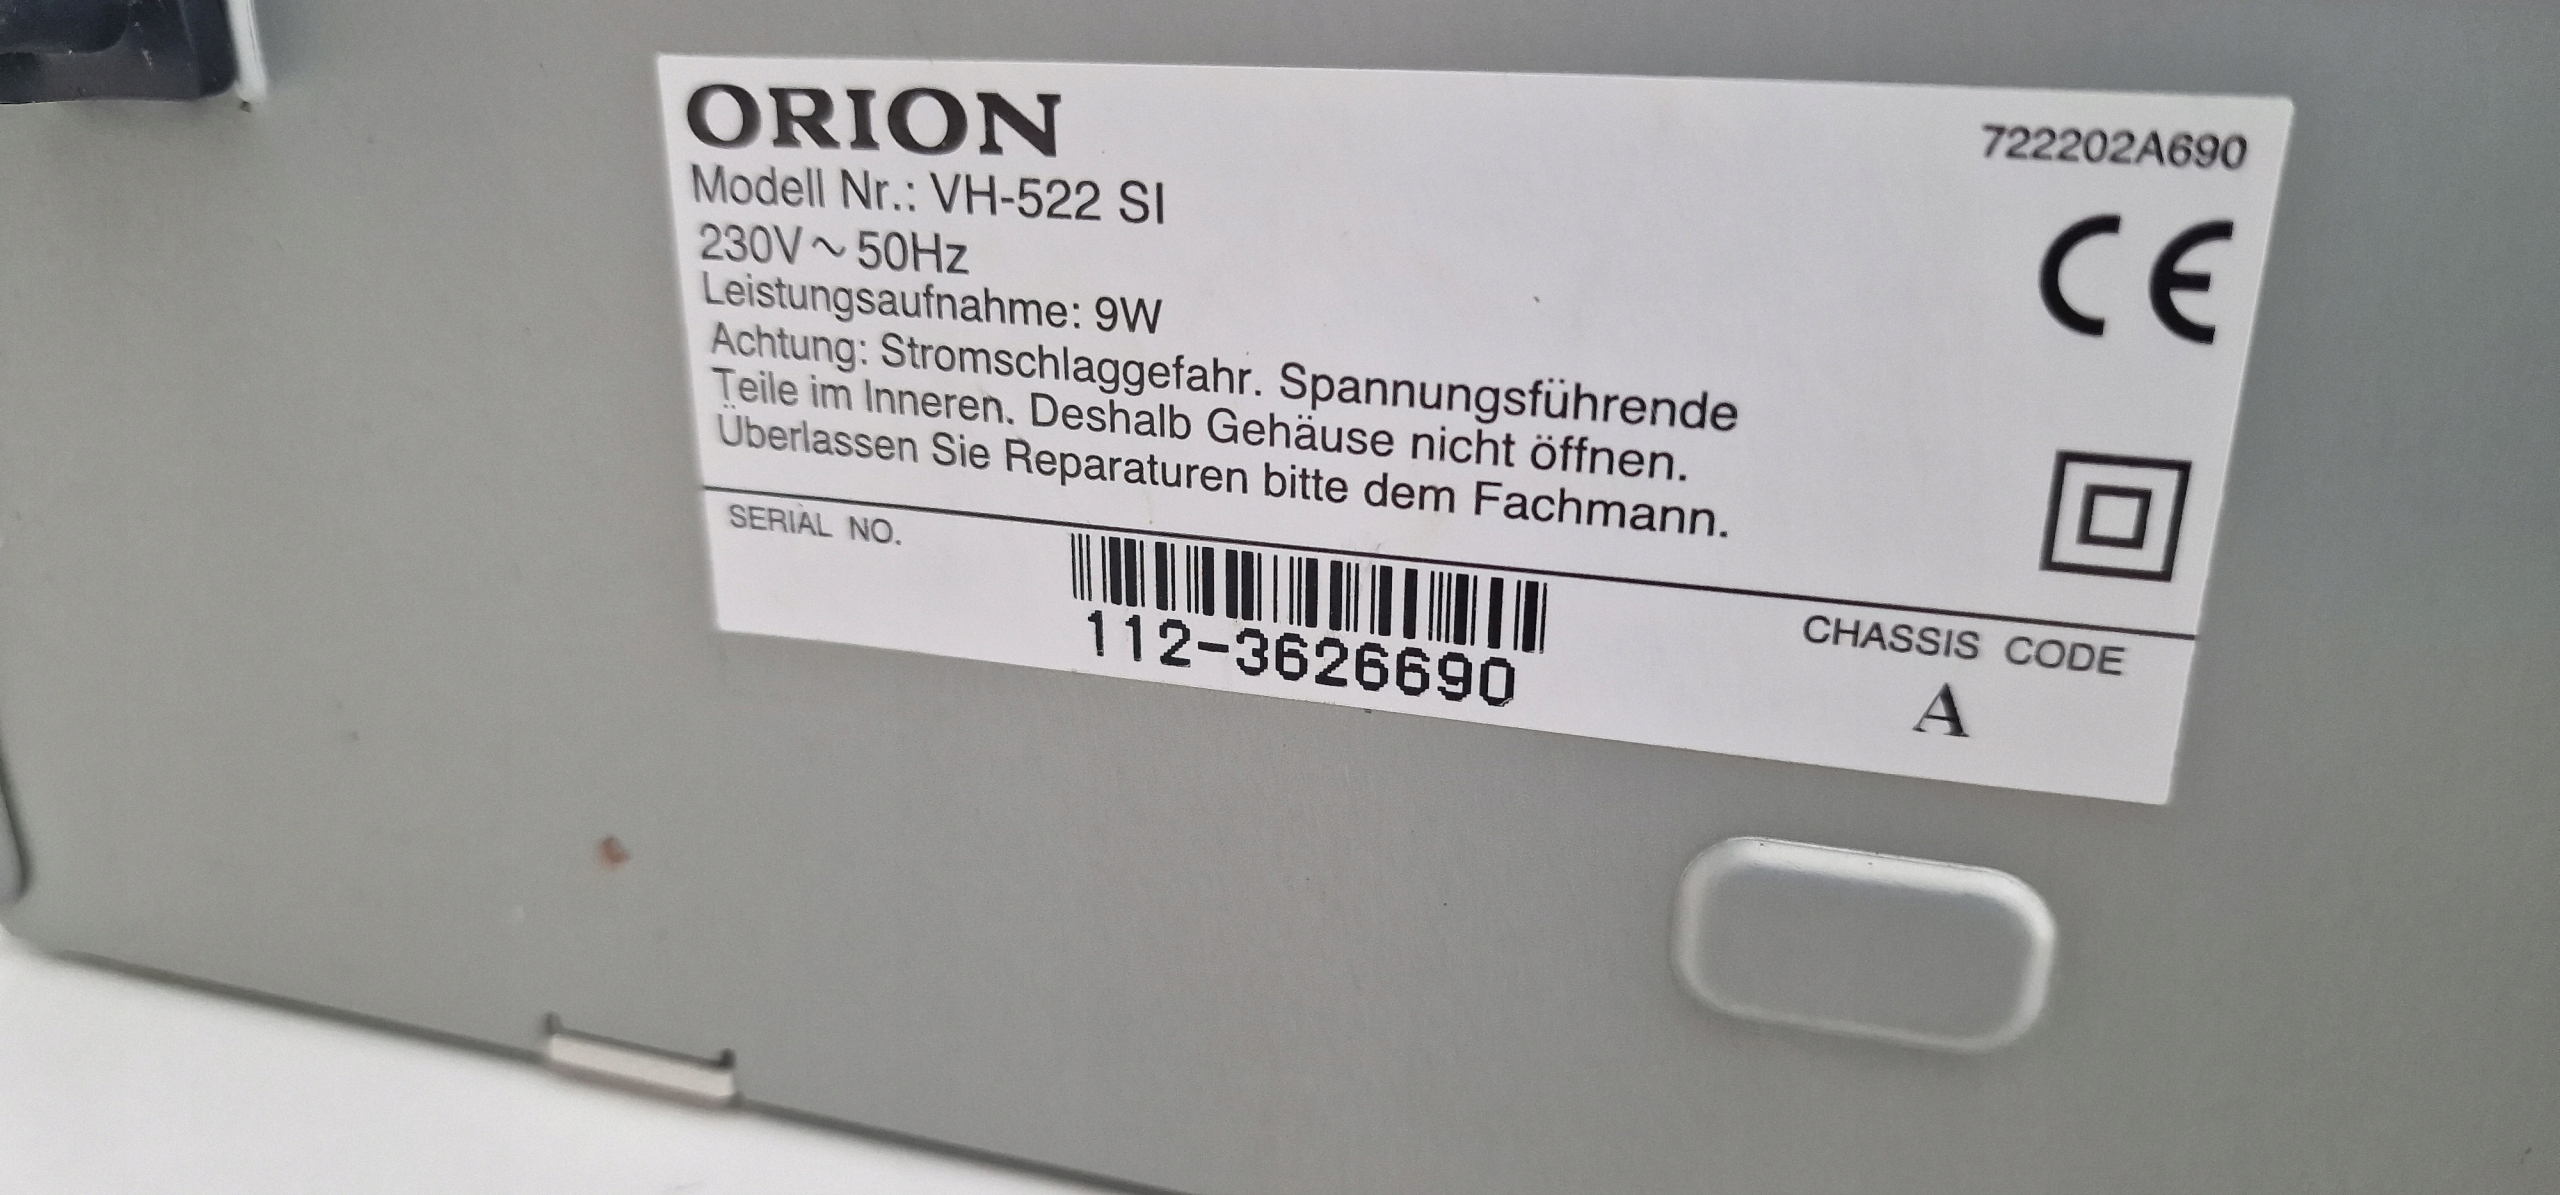 ORION
722202A690
Modell Nr.: VH-522 SI
230V ~ 50Hz
CE
Leistungsaufnahme: 9W
Achtung: Stromschlaggefahr. Spannungsführende
Teile im Inneren. Deshalb Gehäuse nicht öffnen.
Überlassen Sie Reparaturen bitte dem Fachmann.
SERIAL NO.
112-3626690
CHASSIS CODE
A